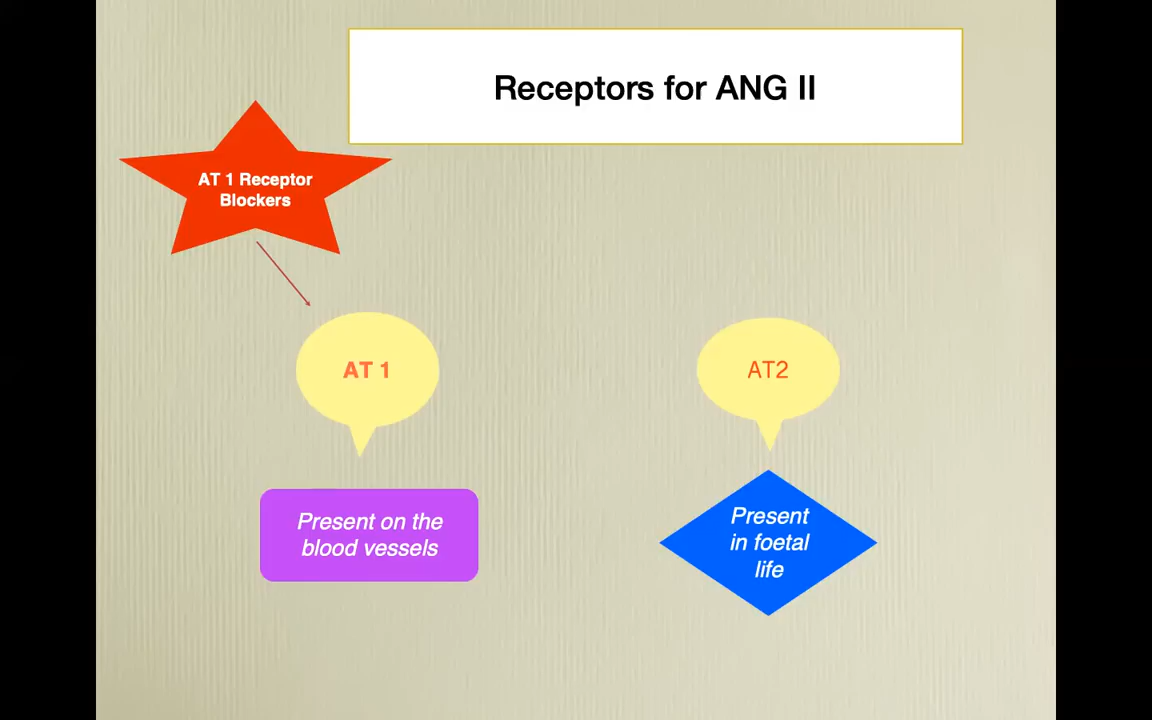 Receptors for ANG II
AT 1 Receptor
Blockers
AT 1
AT2
Present on the
blood vessels
Present
in foetal
life